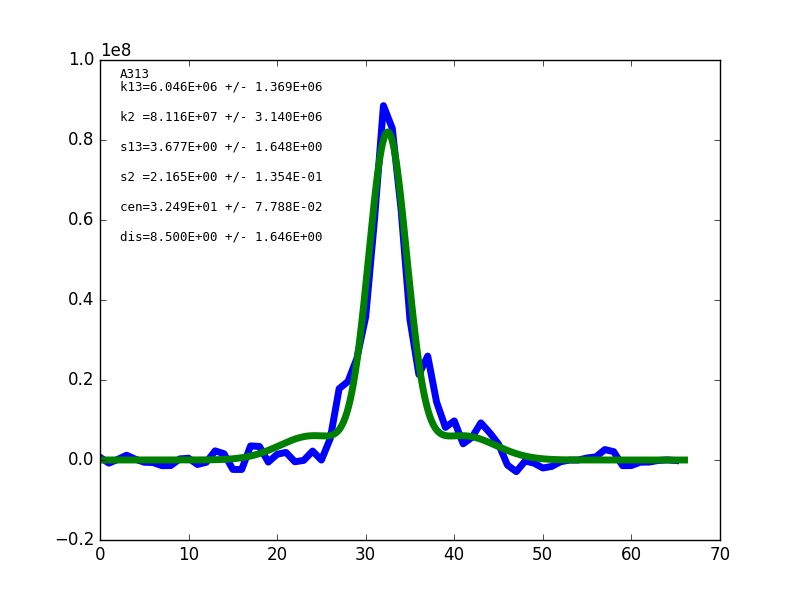 1e8
A313
k13=6.046E+06 +/- 1.369E+06
k2 =8.116E+07 +/- 3.140E+06
s13=3.677E+00 +/- 1.648E+00
s2 =2.165E+00 +/- 1.354E-01
cen=3.249E+01 +/- 7.788E-02
dis=8.500E+00 +/- 1.646E+00
1.0
0.8
0.6
0.4
0.2
0.0
−0.2
0 10 20 30 40 50 60 70